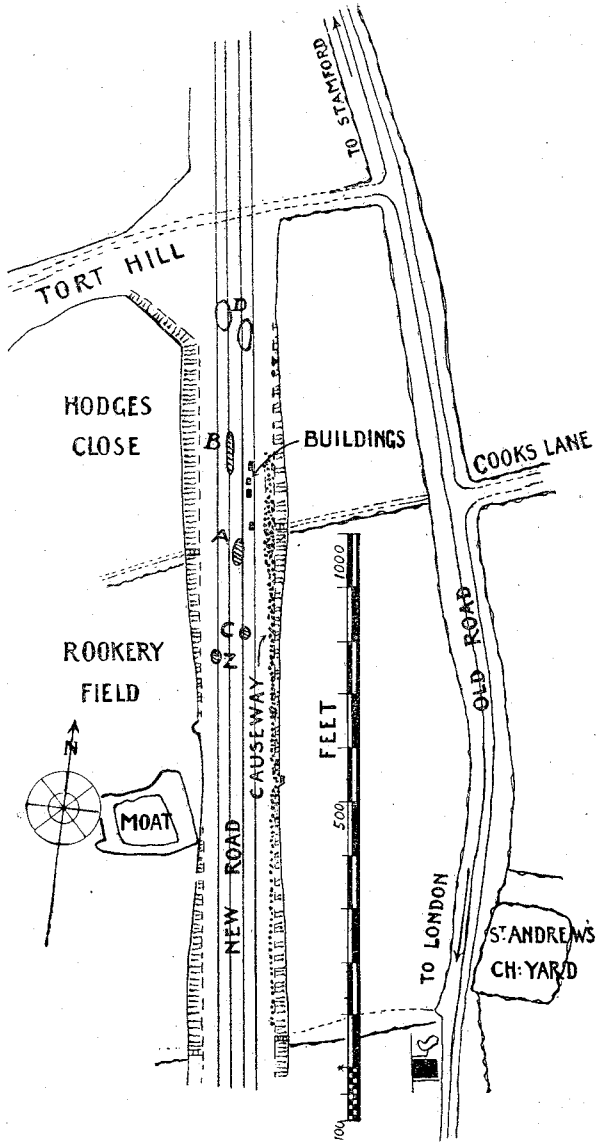 TO STAMFORD
TORT HILL
D
HODGES
CLOSE
B
BUILDINGS
COOKS LANE
A
1000
OLD ROAD
C
Z
ROOKERY
FIELD
CAUSEWAY
FEET
N
MOAT
500
NEW ROAD
TO LONDON
ST ANDREW'S
CH: YARD
100